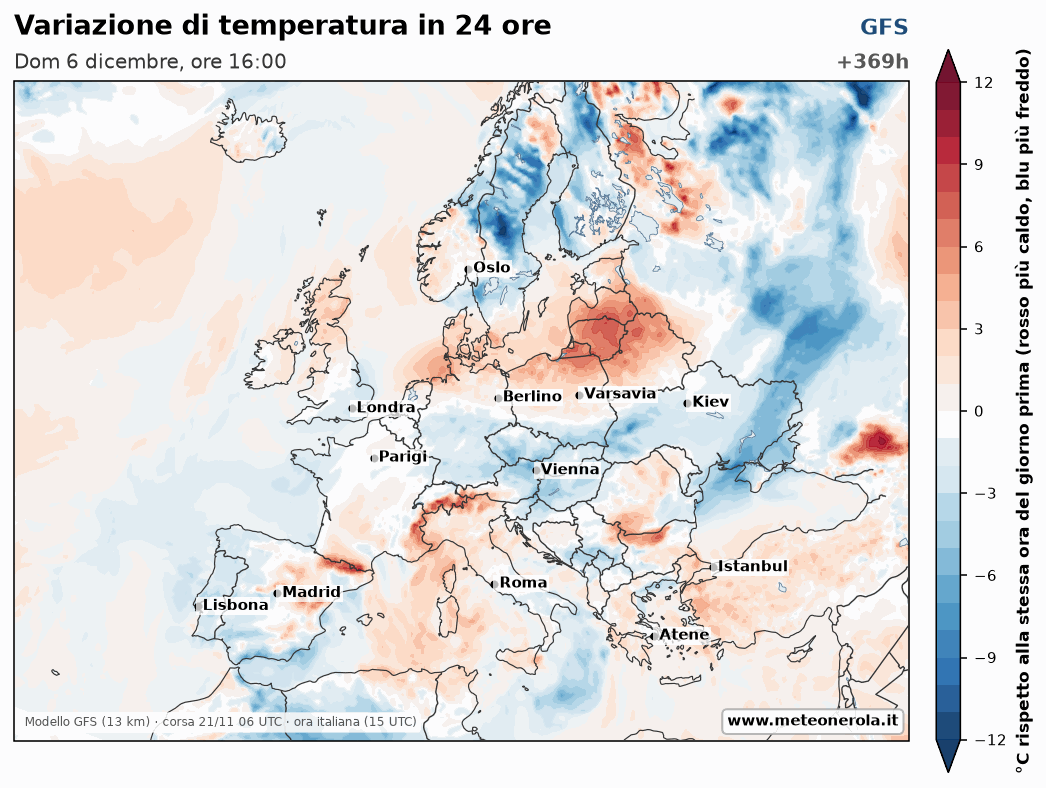 Variazione di temperatura in 24 ore
GFS
Dom 6 dicembre, ore 16:00
+369h
Oslo
Londra
Berlino
Varsavia
Kiev
Parigi
Vienna
Madrid
Lisbona
Roma
Istanbul
Atene
Modello GFS (13 km) · corsa 21/11 06 UTC · ora italiana (15 UTC)
www.meteonerola.it
12
9
6
3
0
−3
−6
−9
−12
°C rispetto alla stessa ora del giorno prima (rosso più caldo, blu più freddo)